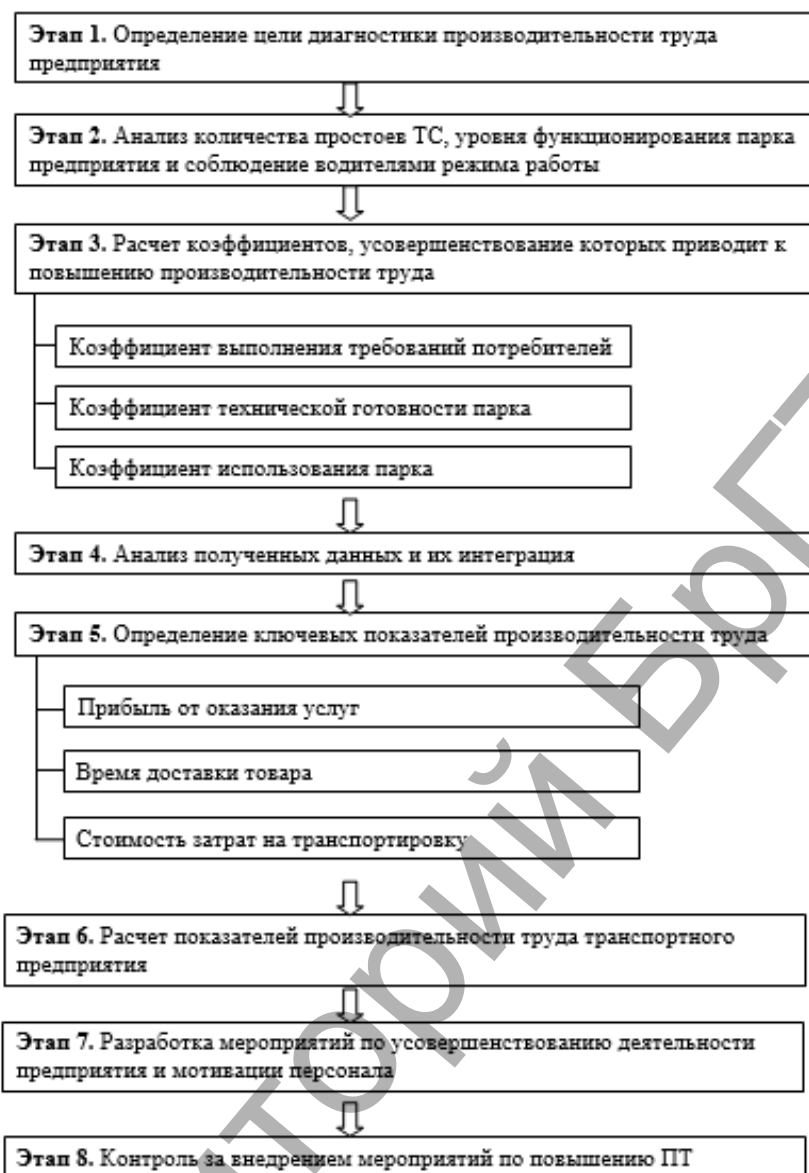 Этап 1. Определение цели диагностики производительности труда
предприятия
Этап 2. Анализ количества простоев ТС, уровня функционирования парка
предприятия и соблюдение водителями режима работы
Этап 3. Расчет коэффициентов, усовершенствование которых приводит к
повышению производительности труда
Коэффициент выполнения требований потребителей
Коэффициент технической готовности парка
Коэффициент использования парка
Этап 4. Анализ полученных данных и их интеграция
Этап 5. Определение ключевых показателей производительности труда
Прибыль от оказания услуг
Время доставки товара
Стоимость затрат на транспортировку
Этап 6. Расчет показателей производительности труда транспортного
предприятия
Этап 7. Разработка мероприятий по усовершенствованию деятельности
предприятия и мотивации персонала
Этап 8. Контроль за внедрением мероприятий по повышению ПТ